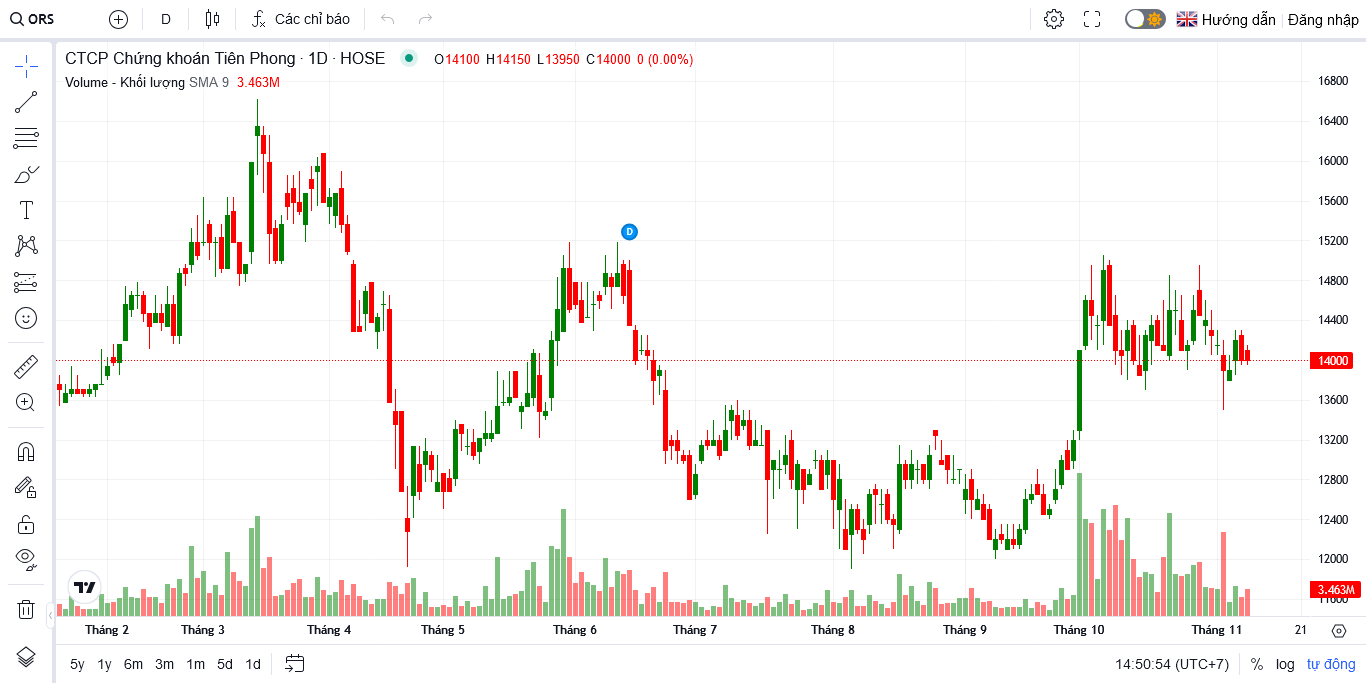 ORS D Các chỉ báo Hướng dẫn Đăng nhập
CTCP Chứng khoán Tiên Phong · 1D · HOSE O14100 H14150 L13950 C14000 0 (0.00%)
Volume - Khối lượng SMA 9 3.463M
16800
16400
16000
15600
D
15200
14800
14400
14000
13600
13200
12800
12400
12000
3.463M
11600
Tháng 2 Tháng 3 Tháng 4 Tháng 5 Tháng 6 Tháng 7 Tháng 8 Tháng 9 Tháng 10 Tháng 11 21
5y 1y 6m 3m 1m 5d 1d 14:50:54 (UTC+7) % log tự động